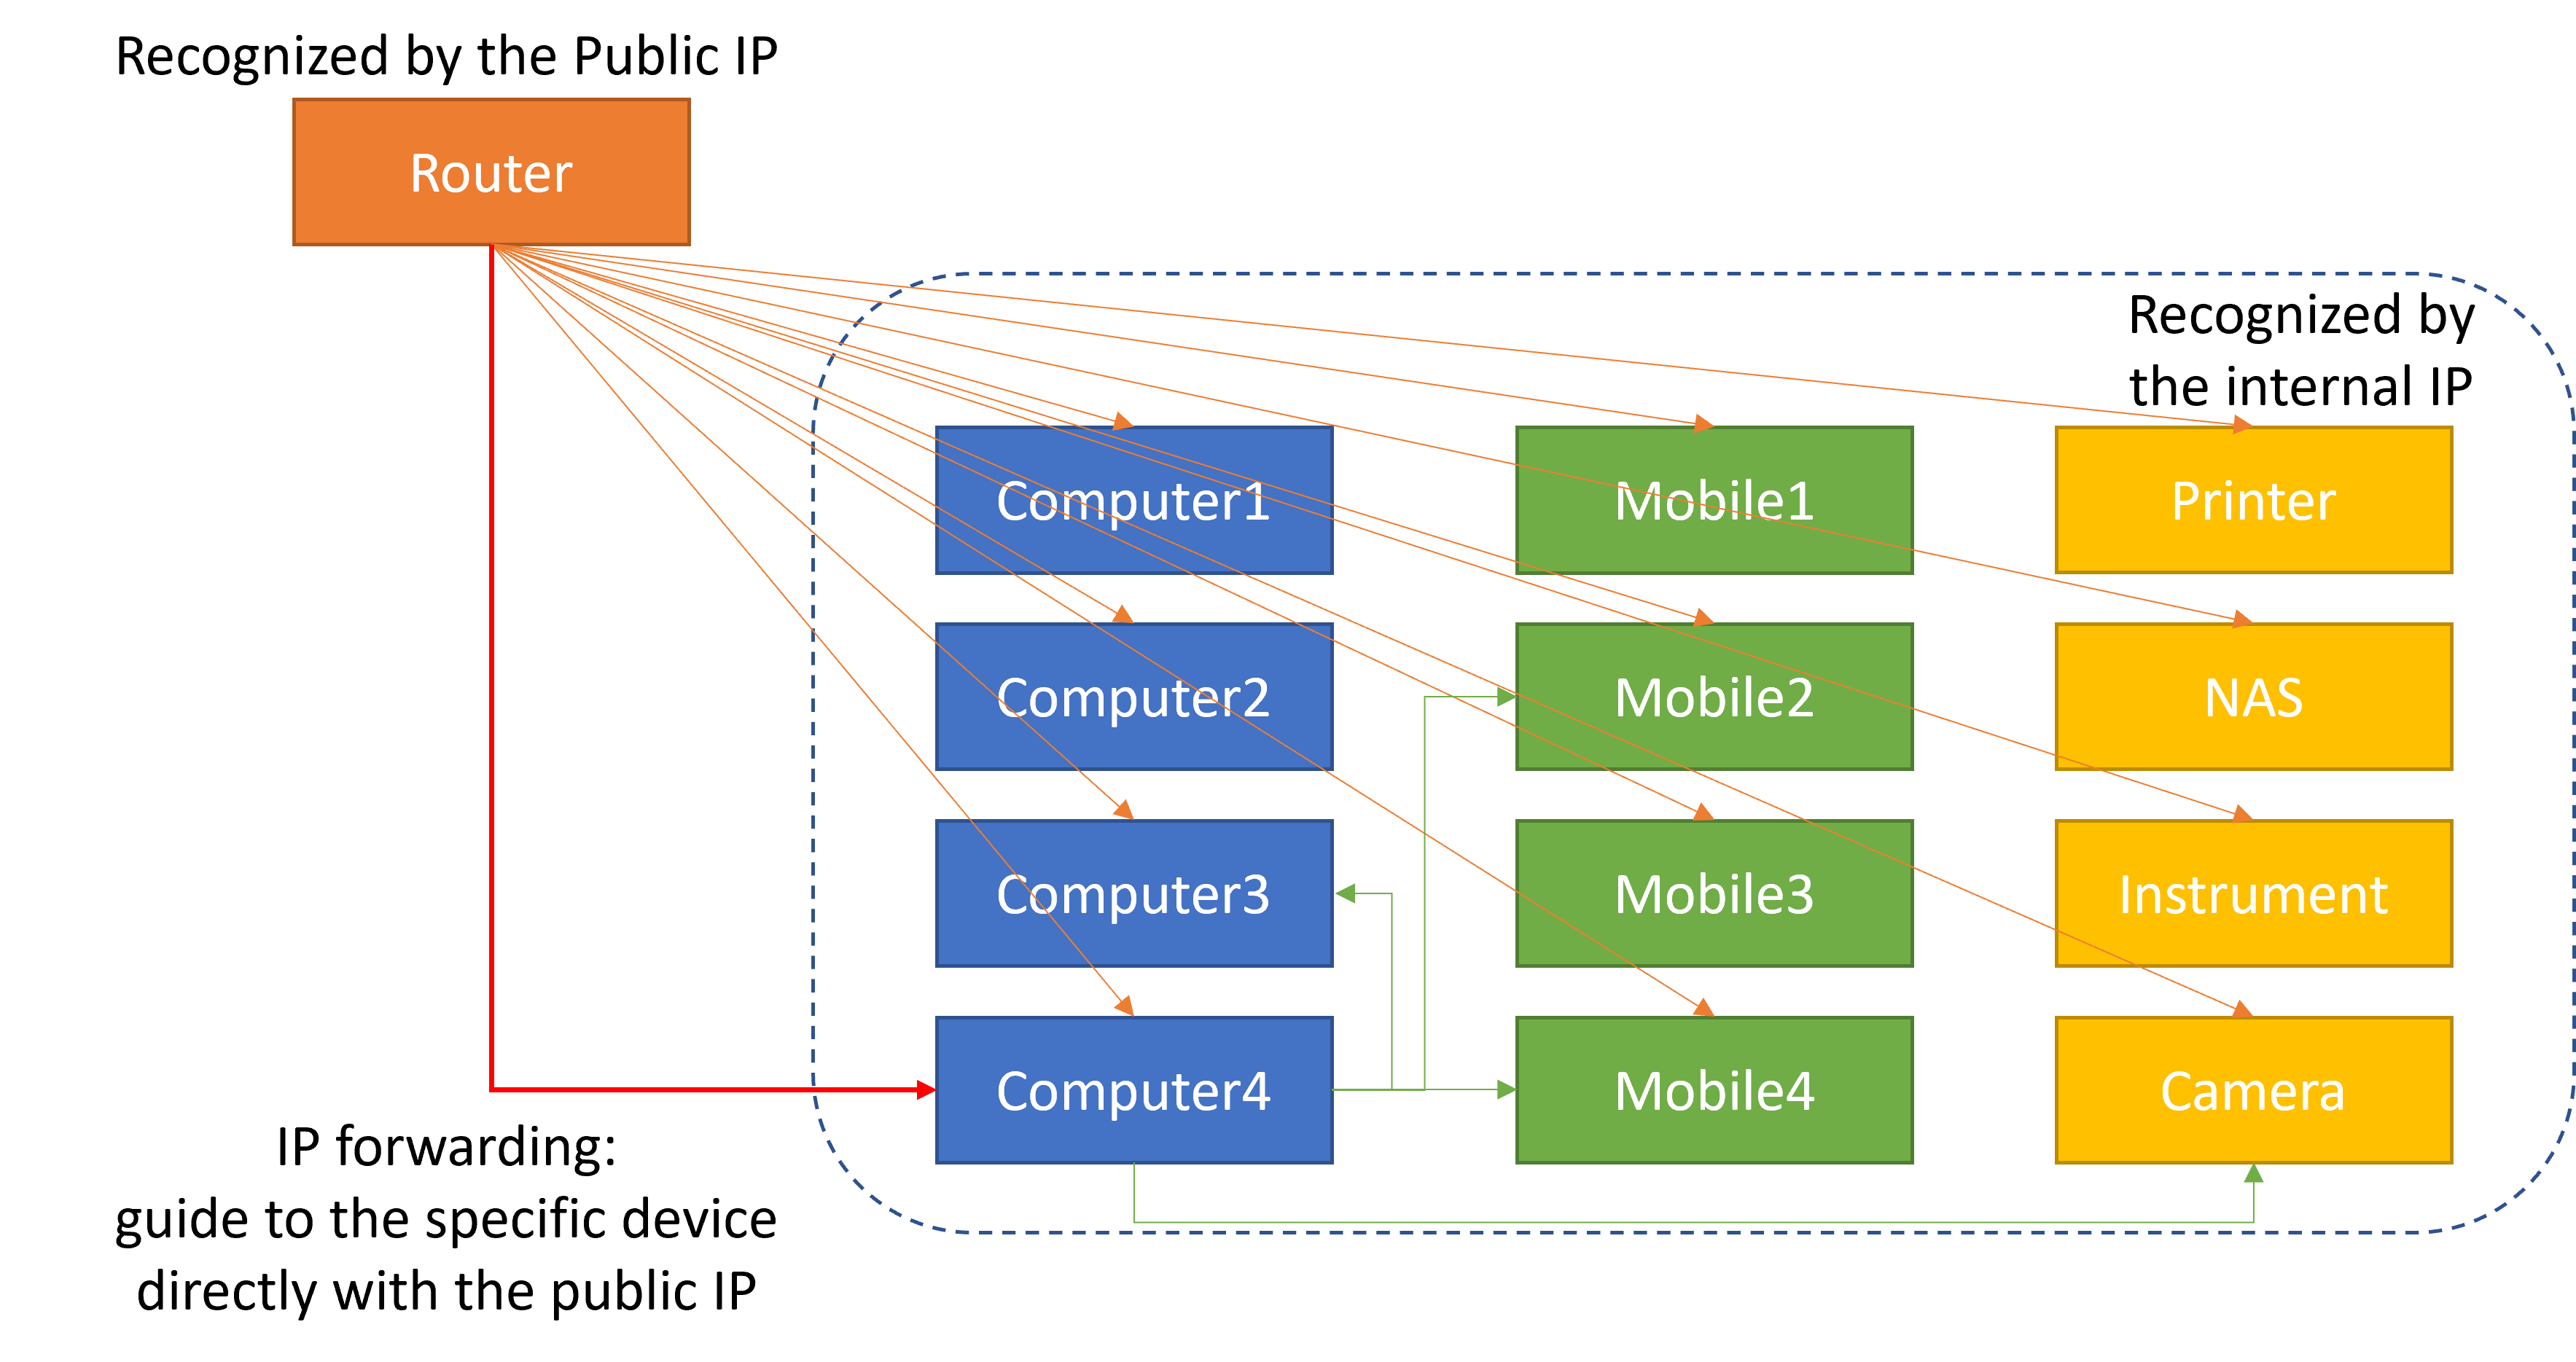 Recognized by the Public IP
Router
Recognized by
the internal IP
Computer1
Mobile1
Printer
Computer2
Mobile2
NAS
Computer3
Mobile3
Instrument
Computer4
Mobile4
Camera
IP forwarding:
guide to the specific device
directly with the public IP